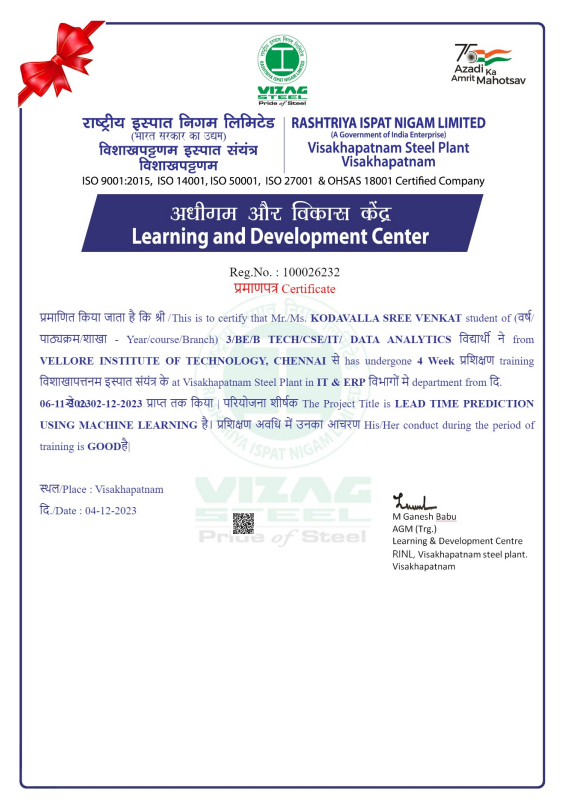 VIZAG
STEEL
Pride of Steel
75
Azadi Ka
Amrit Mahotsav
राष्ट्रीय इस्पात निगम लिमिटेड
(भारत सरकार का उद्यम)
विशाखपट्टणम इस्पात संयंत्र
विशाखपट्टणम
RASHTRIYA ISPAT NIGAM LIMITED
(A Government of India Enterprise)
Visakhapatnam Steel Plant
Visakhapatnam
ISO 9001:2015, ISO 14001, ISO 50001, ISO 27001 & OHSAS 18001 Certified Company
अधीगम और विकास केंद्र
Learning and Development Center
Reg.No. : 100026232
प्रमाणपत्र Certificate
प्रमाणित किया जाता है कि श्री /This is to certify that Mr./Ms. KODAVALLA SREE VENKAT student of (वर्ष/
पाठ्यक्रम/शाखा - Year/course/Branch) 3/BE/B TECH/CSE/IT/ DATA ANALYTICS विद्यार्थी ने from
VELLORE INSTITUTE OF TECHNOLOGY, CHENNAI से has undergone 4 Week प्रशिक्षण training
विशाखापत्तनम इस्पात संयंत्र के at Visakhapatnam Steel Plant in IT & ERP विभागों मे department from दि.
06-11-2023से02-12-2023 प्राप्त तक किया | परियोजना शीर्षक The Project Title is LEAD TIME PREDICTION
USING MACHINE LEARNING है। प्रशिक्षण अवधि में उनका आचरण His/Her conduct during the period of
training is GOODहै|
स्थल/Place : Visakhapatnam
दि./Date : 04-12-2023
VIZAG
STEEL
Pride of Steel
M Ganesh Babu
AGM (Trg.)
Learning & Development Centre
RINL, Visakhapatnam steel plant.
Visakhapatnam